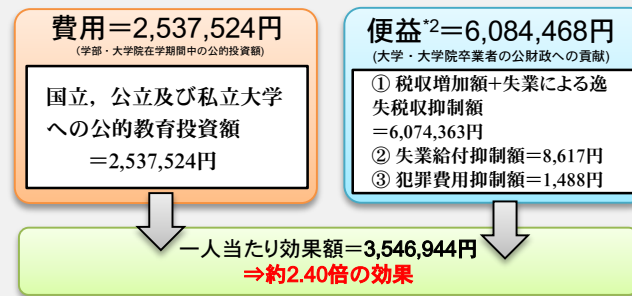 費用＝2,537,524円
（学部・大学院在学期間中の公的投資額）
国立，公立及び私立大学
への公的教育投資額
＝2,537,524円
便益*2＝6,084,468円
(大学・大学院卒業者の公財政への貢献)
① 税収増加額+失業による逸
失税収抑制額
＝6,074,363円
② 失業給付抑制額＝8,617円
③ 犯罪費用抑制額＝1,488円
一人当たり効果額＝3,546,944円
⇒約2.40倍の効果